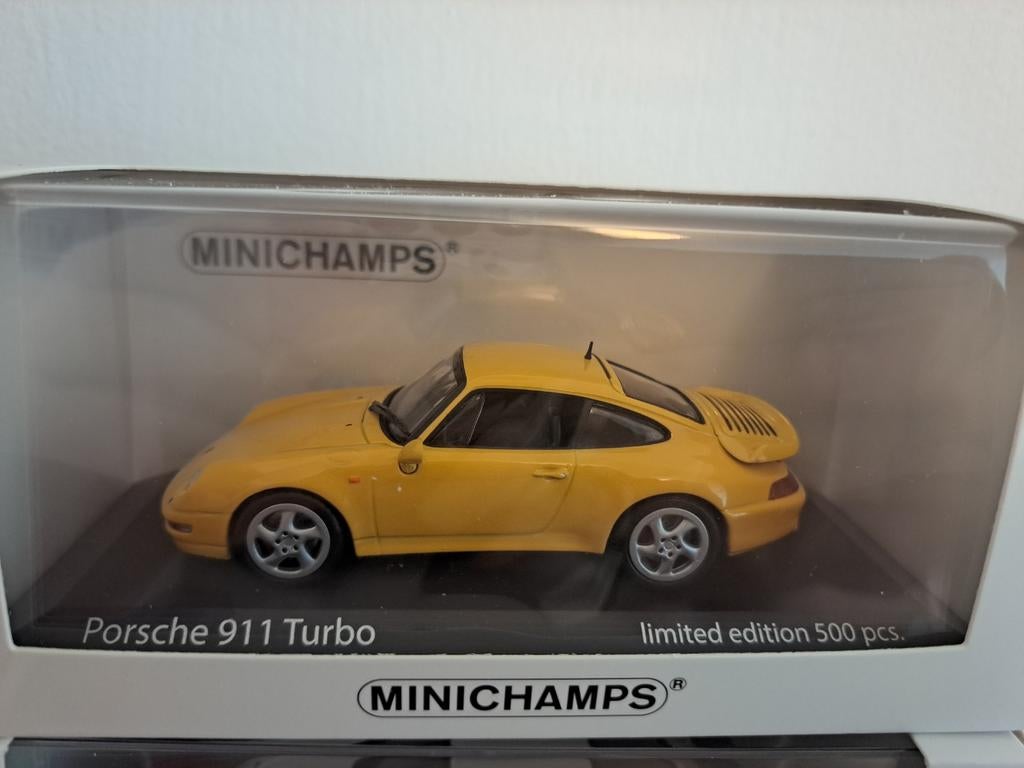 MINICHAMPS®
Porsche 911 Turbo
limited edition 500 pcs.
MINICHAMPS®